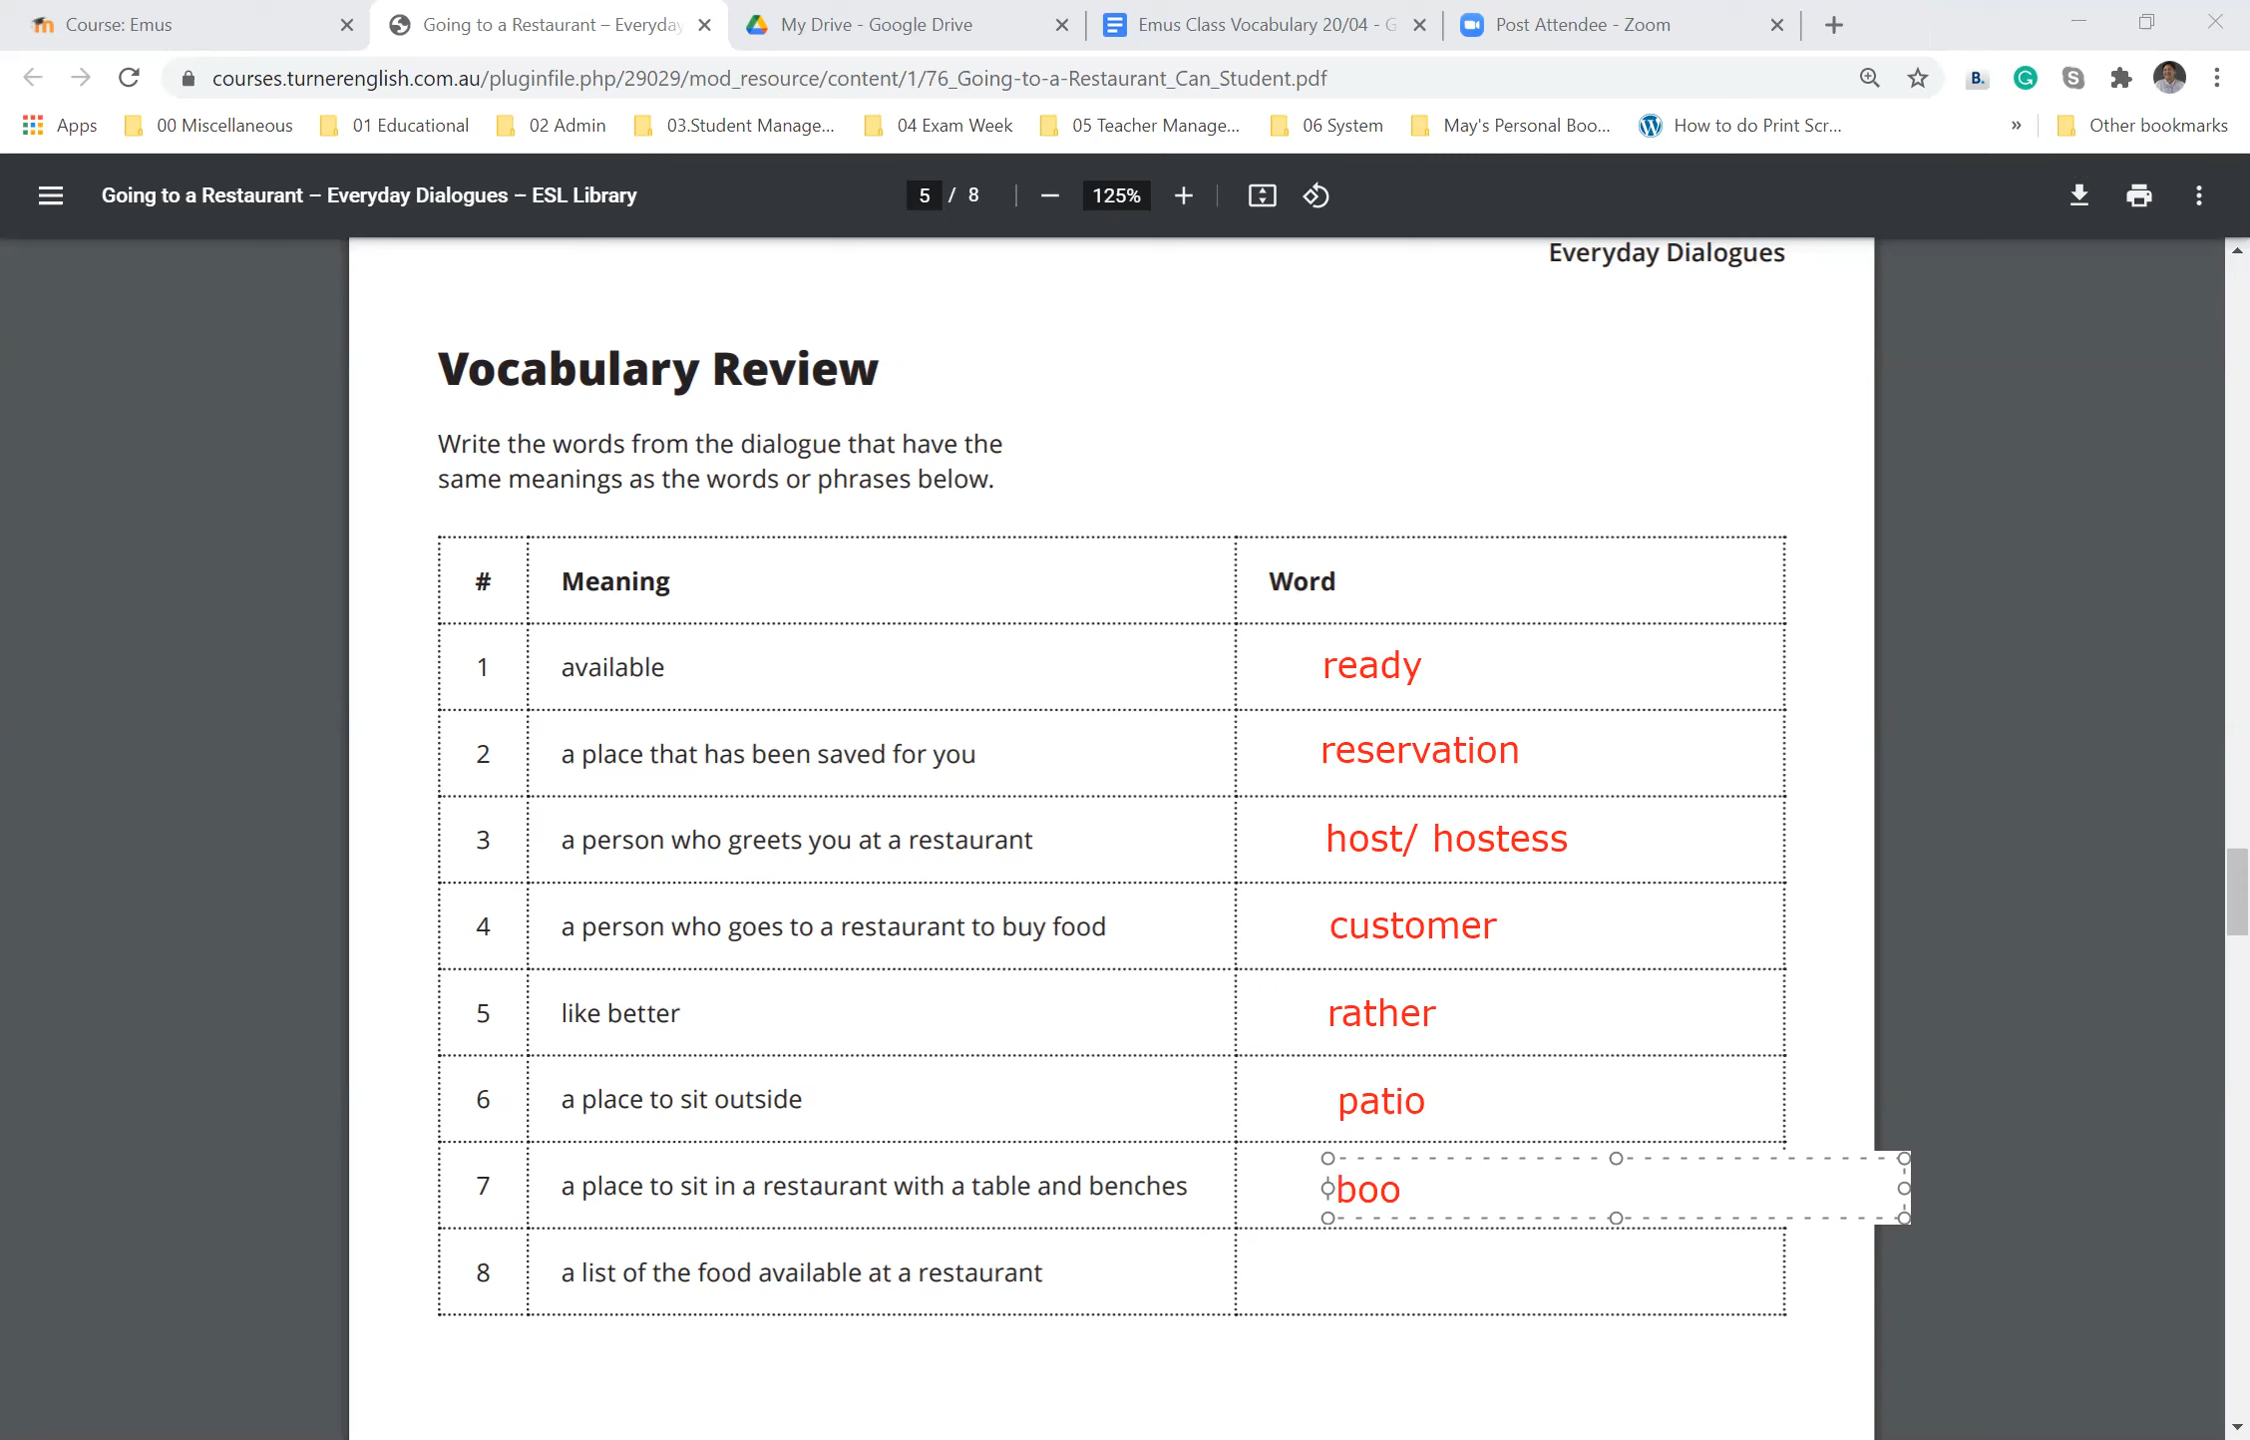 Course: Emus
Going to a Restaurant – Everyday
My Drive - Google Drive
Emus Class Vocabulary 20/04 - G
Post Attendee - Zoom
courses.turnerenglish.com.au/pluginfile.php/29029/mod_resource/content/1/76_Going-to-a-Restaurant_Can_Student.pdf
B.
Apps
00 Miscellaneous
01 Educational
02 Admin
03.Student Manage...
04 Exam Week
05 Teacher Manage...
06 System
May's Personal Boo...
How to do Print Scr...
»
Other bookmarks
Going to a Restaurant – Everyday Dialogues – ESL Library
5 / 8
125%
Everyday Dialogues
Vocabulary Review
Write the words from the dialogue that have the
same meanings as the words or phrases below.
# Meaning Word
1 available ready
2 a place that has been saved for you reservation
3 a person who greets you at a restaurant host/ hostess
4 a person who goes to a restaurant to buy food customer
5 like better rather
6 a place to sit outside patio
7 a place to sit in a restaurant with a table and benches boo
8 a list of the food available at a restaurant